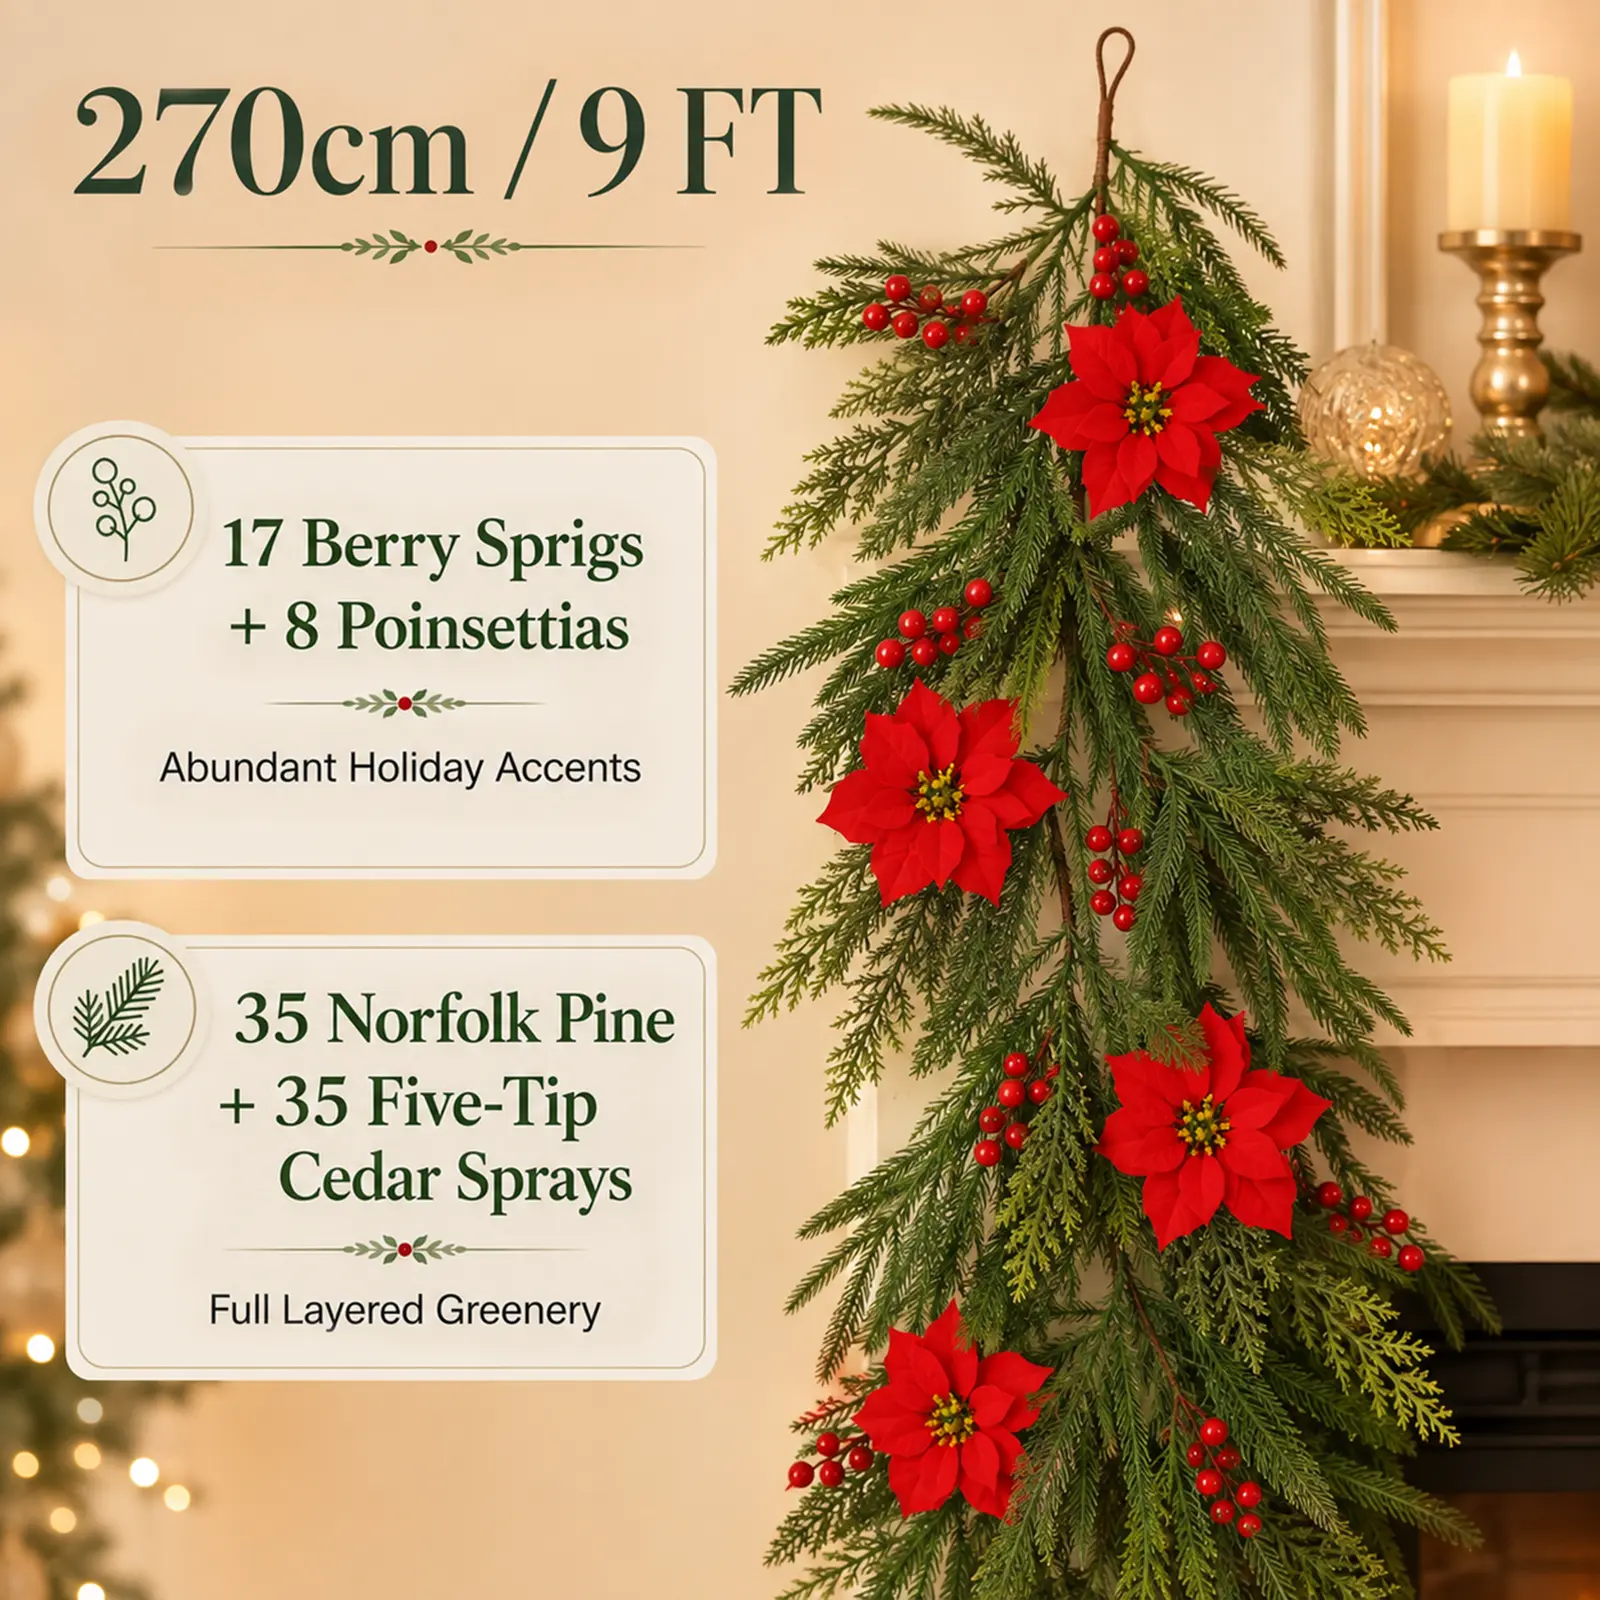 270cm / 9 FT
17 Berry Sprigs
+ 8 Poinsettias
Abundant Holiday Accents
35 Norfolk Pine
+ 35 Five-Tip
Cedar Sprays
Full Layered Greenery